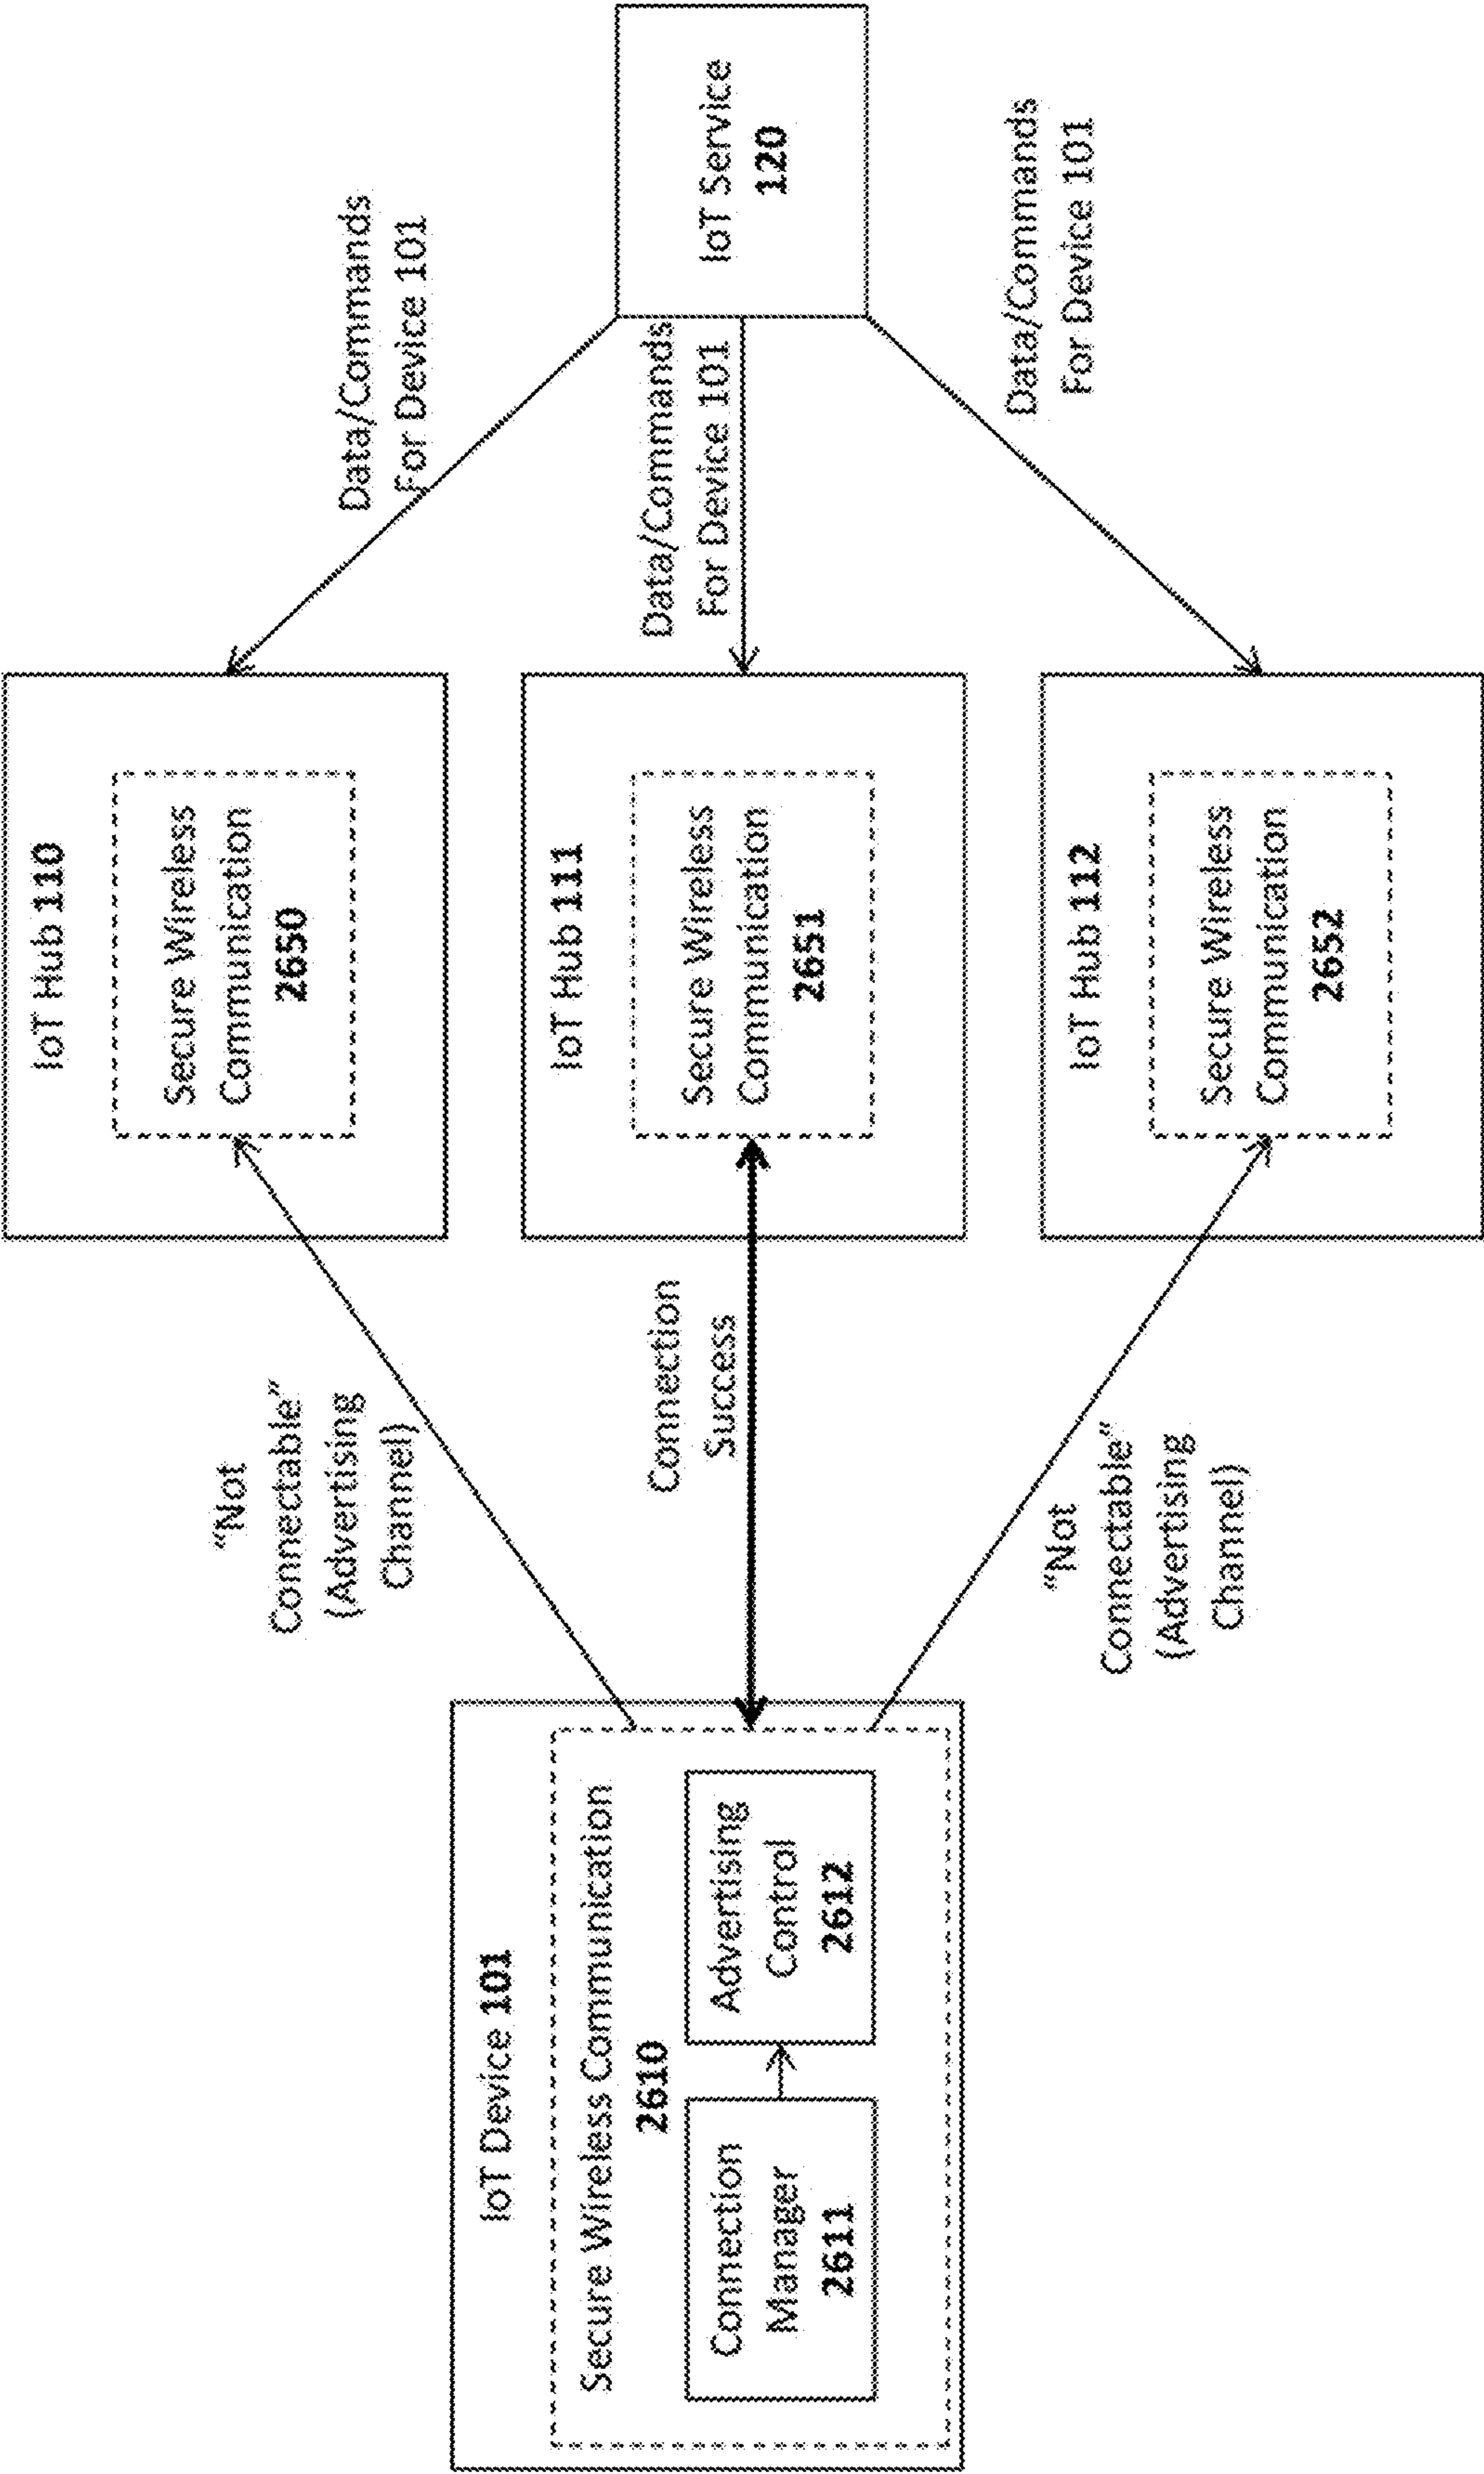 IoT Device 101
Secure Wireless Communication
2610
Connection
Manager
2611
Advertising
Control
2612
“Not
Connectable”
(Advertising
Channel)
Connection
Success
“Not
Connectable”
(Advertising
Channel)
IoT Hub 110
Secure Wireless
Communication
2650
IoT Hub 111
Secure Wireless
Communication
2651
IoT Hub 112
Secure Wireless
Communication
2652
Data/Commands
For Device 101
Data/Commands
For Device 101
Data/Commands
For Device 101
IoT Service
120